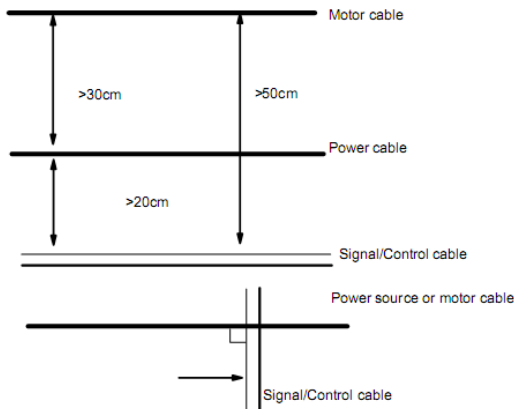 Motor cable
>30cm
>50cm
Power cable
>20cm
Signal/Control cable
Power source or motor cable
Signal/Control cable